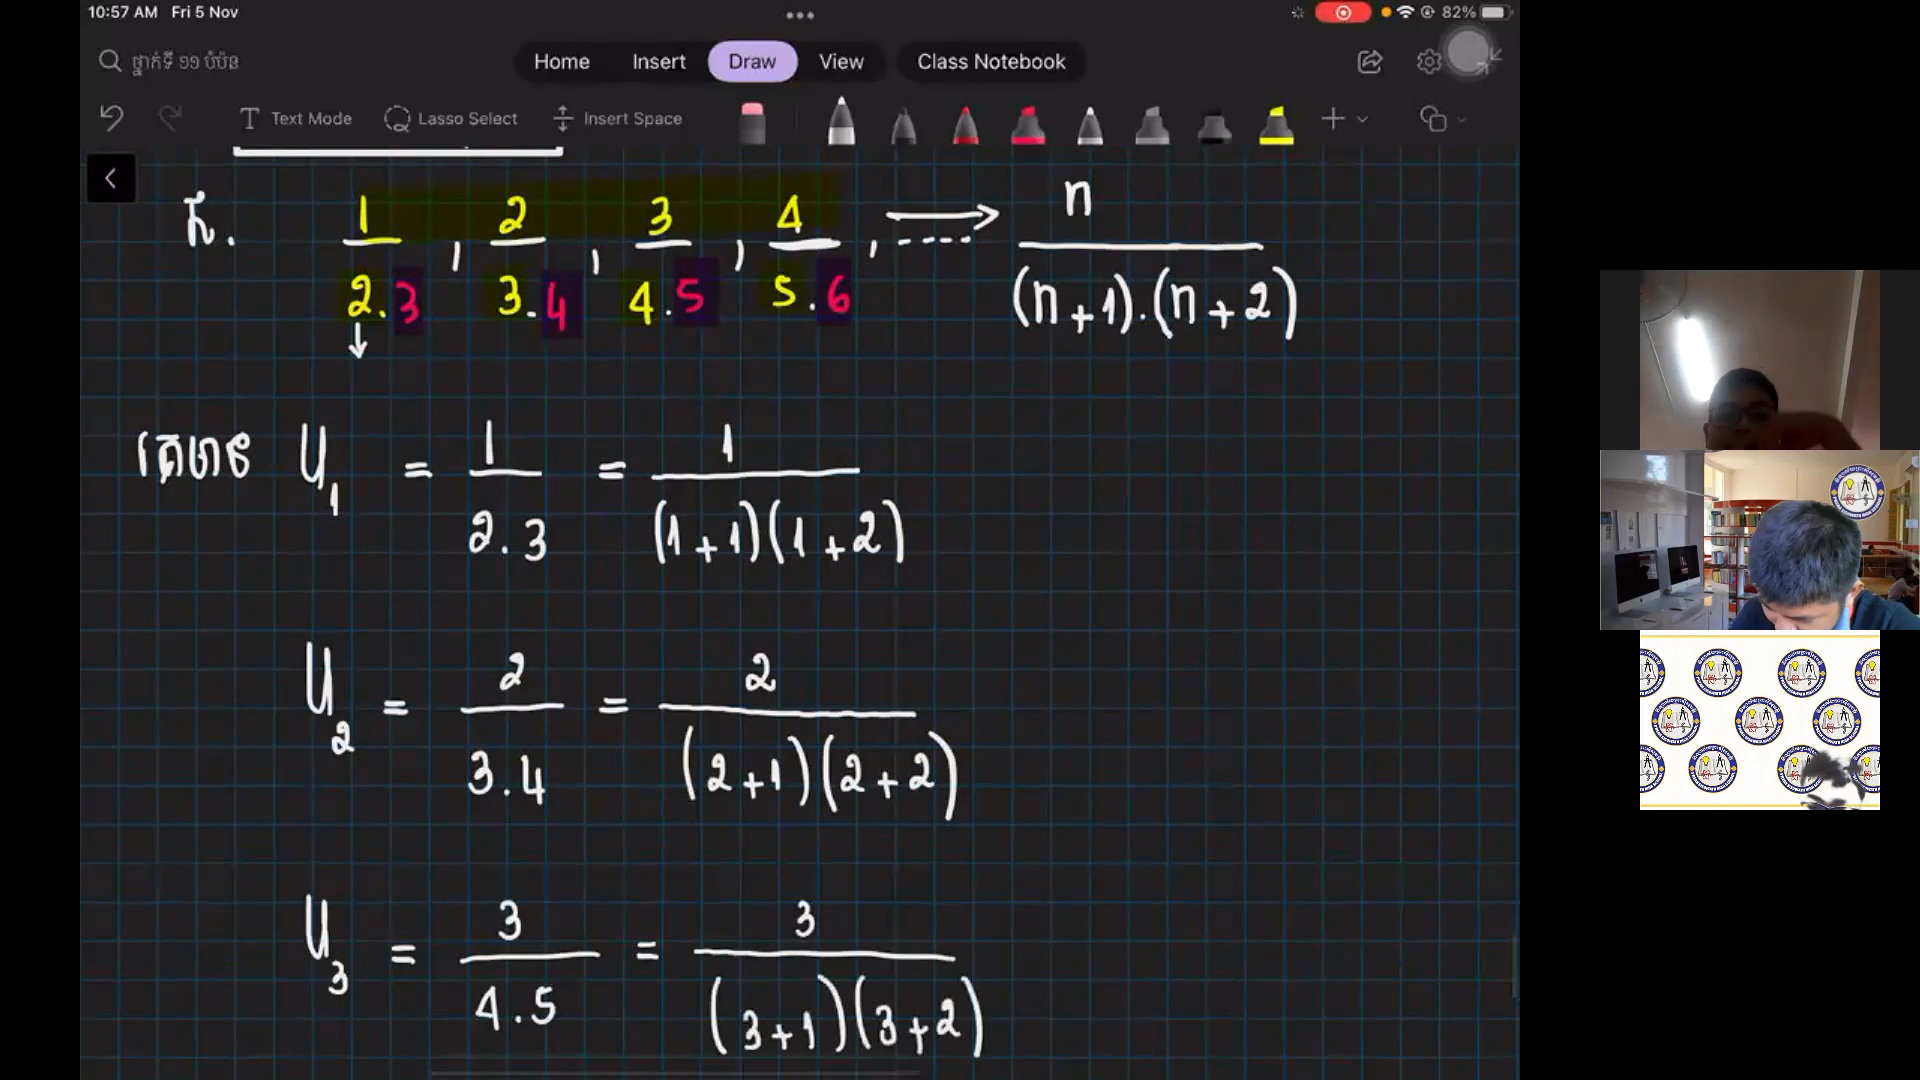 10:57 AM Fri 5 Nov 82%
ថ្នាក់ទី ១១ បំប៉ន Home Insert Draw View Class Notebook
Text Mode Lasso Select Insert Space
ក. 1/2.3 , 2/3.4 , 3/4.5 , 4/5.6 , ----→ n/(n+1).(n+2)
គេមាន U₁ = 1/2.3 = 1/(1+1)(1+2)
U₂ = 2/3.4 = 2/(2+1)(2+2)
U₃ = 3/4.5 = 3/(3+1)(3+2)